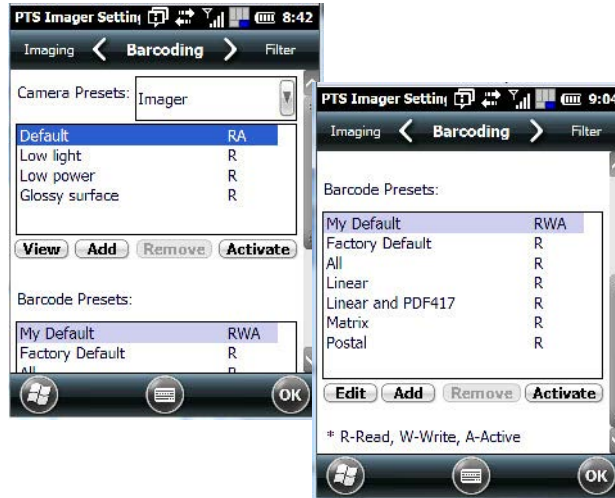 PTS Imager Settin 8:42
Imaging Barcoding Filter
Camera Presets: Imager
Default RA
Low light R
Low power R
Glossy surface R
View Add Remove Activate
Barcode Presets:
My Default RWA
Factory Default R
All R
OK
PTS Imager Settin 9:04
Imaging Barcoding Filter
Barcode Presets:
My Default RWA
Factory Default R
All R
Linear R
Linear and PDF417 R
Matrix R
Postal R
Edit Add Remove Activate
* R-Read, W-Write, A-Active
OK